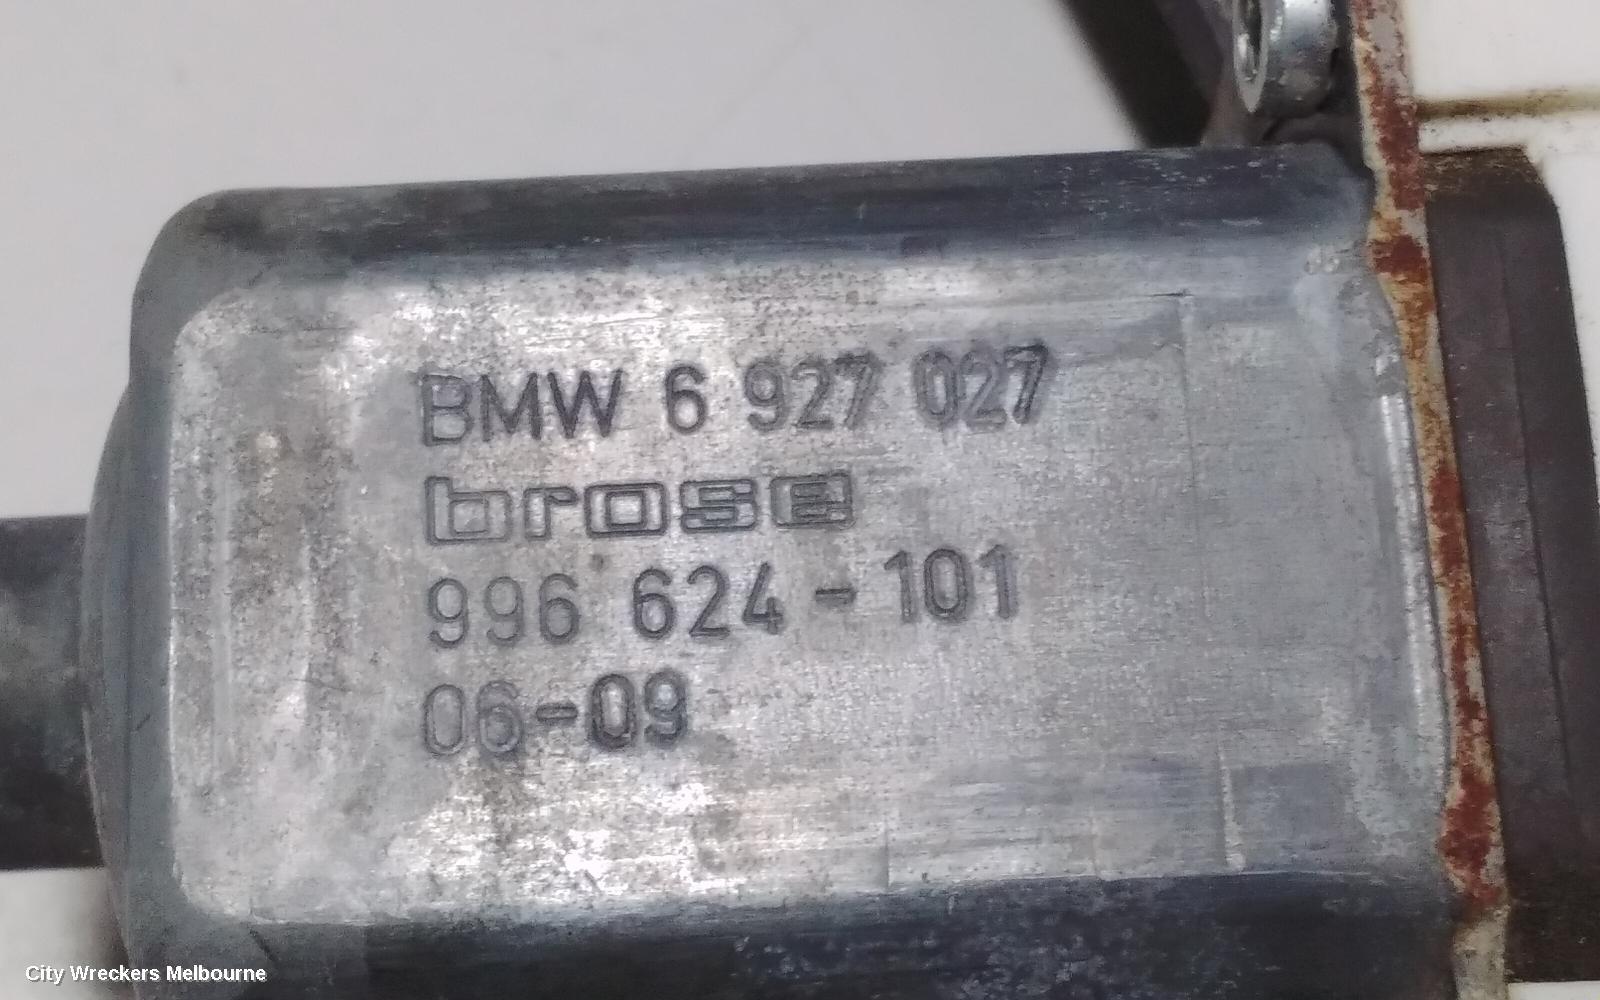 BMW 6 927 027
brose
996 624-101
06-09
City Wreckers Melbourne